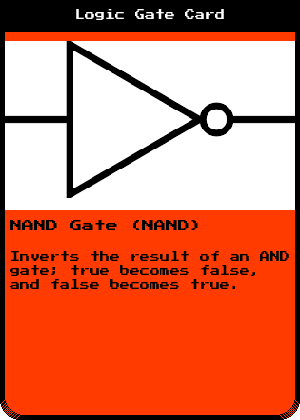 Logic Gate Card
NAND Gate (NAND)
Inverts the result of an AND
gate; true becomes false,
and false becomes true.